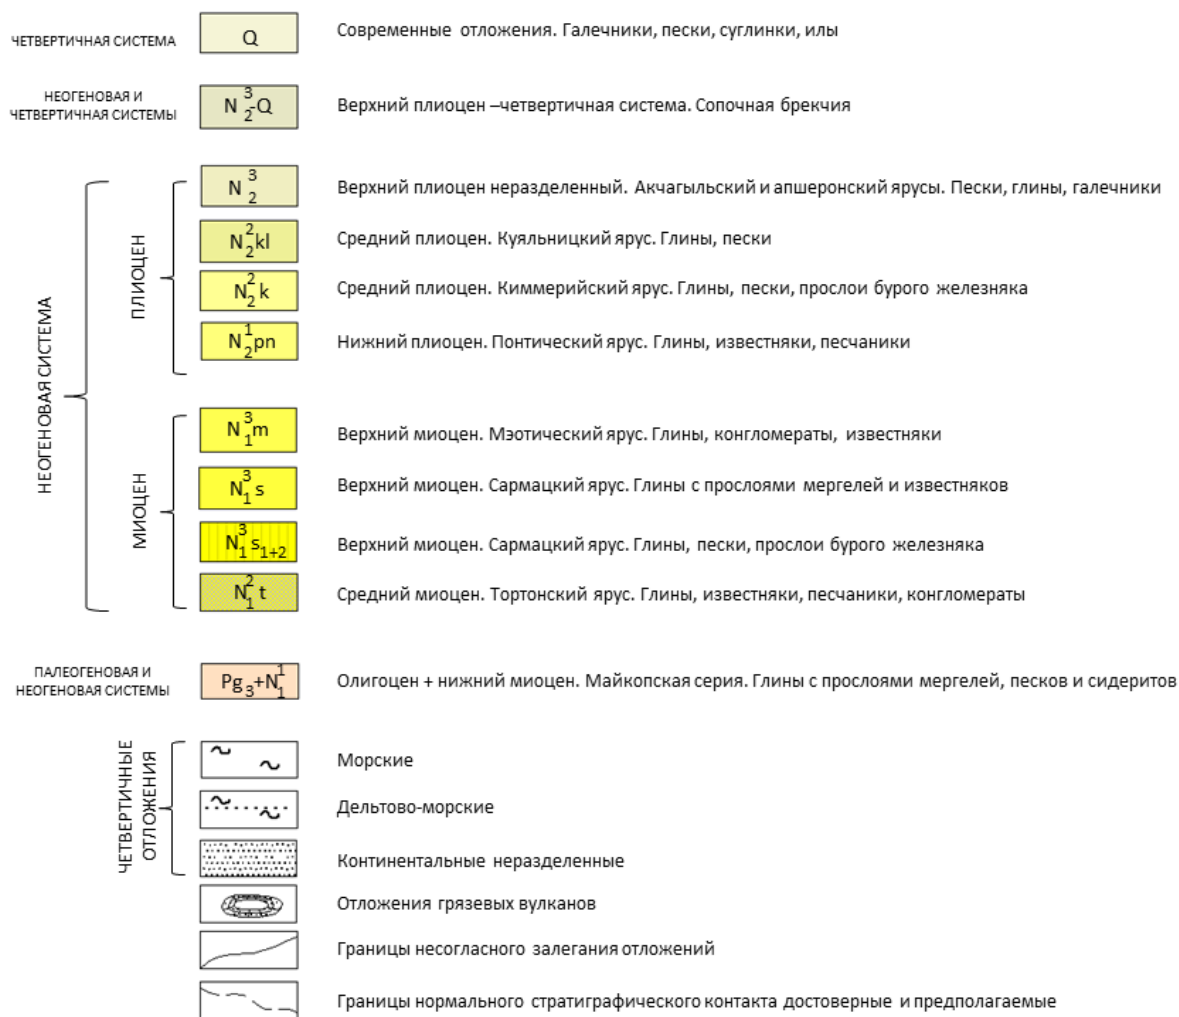 ЧЕТВЕРТИЧНАЯ СИСТЕМА Q Современные отложения. Галечники, пески, суглинки, илы
НЕОГЕНОВАЯ И
ЧЕТВЕРТИЧНАЯ СИСТЕМЫ N³₂-Q Верхний плиоцен –четвертичная система. Сопочная брекчия
НЕОГЕНОВАЯ СИСТЕМА
ПЛИОЦЕН
N³₂ Верхний плиоцен неразделенный. Акчагыльский и апшеронский ярусы. Пески, глины, галечники
N²₂kl Средний плиоцен. Куяльницкий ярус. Глины, пески
N²₂k Средний плиоцен. Киммерийский ярус. Глины, пески, прослои бурого железняка
N¹₂pn Нижний плиоцен. Понтический ярус. Глины, известняки, песчаники
МИОЦЕН
N³₁m Верхний миоцен. Мэотический ярус. Глины, конгломераты, известняки
N³₁s Верхний миоцен. Сармацкий ярус. Глины с прослоями мергелей и известняков
N³₁s₁₊₂ Верхний миоцен. Сармацкий ярус. Глины, пески, прослои бурого железняка
N²₁t Средний миоцен. Тортонский ярус. Глины, известняки, песчаники, конгломераты
ПАЛЕОГЕНОВАЯ И
НЕОГЕНОВАЯ СИСТЕМЫ Pg₃+N¹₁ Олигоцен + нижний миоцен. Майкопская серия. Глины с прослоями мергелей, песков и сидеритов
ЧЕТВЕРТИЧНЫЕ
ОТЛОЖЕНИЯ
Морские
Дельтово-морские
Континентальные неразделенные
Отложения грязевых вулканов
Границы несогласного залегания отложений
Границы нормального стратиграфического контакта достоверные и предполагаемые